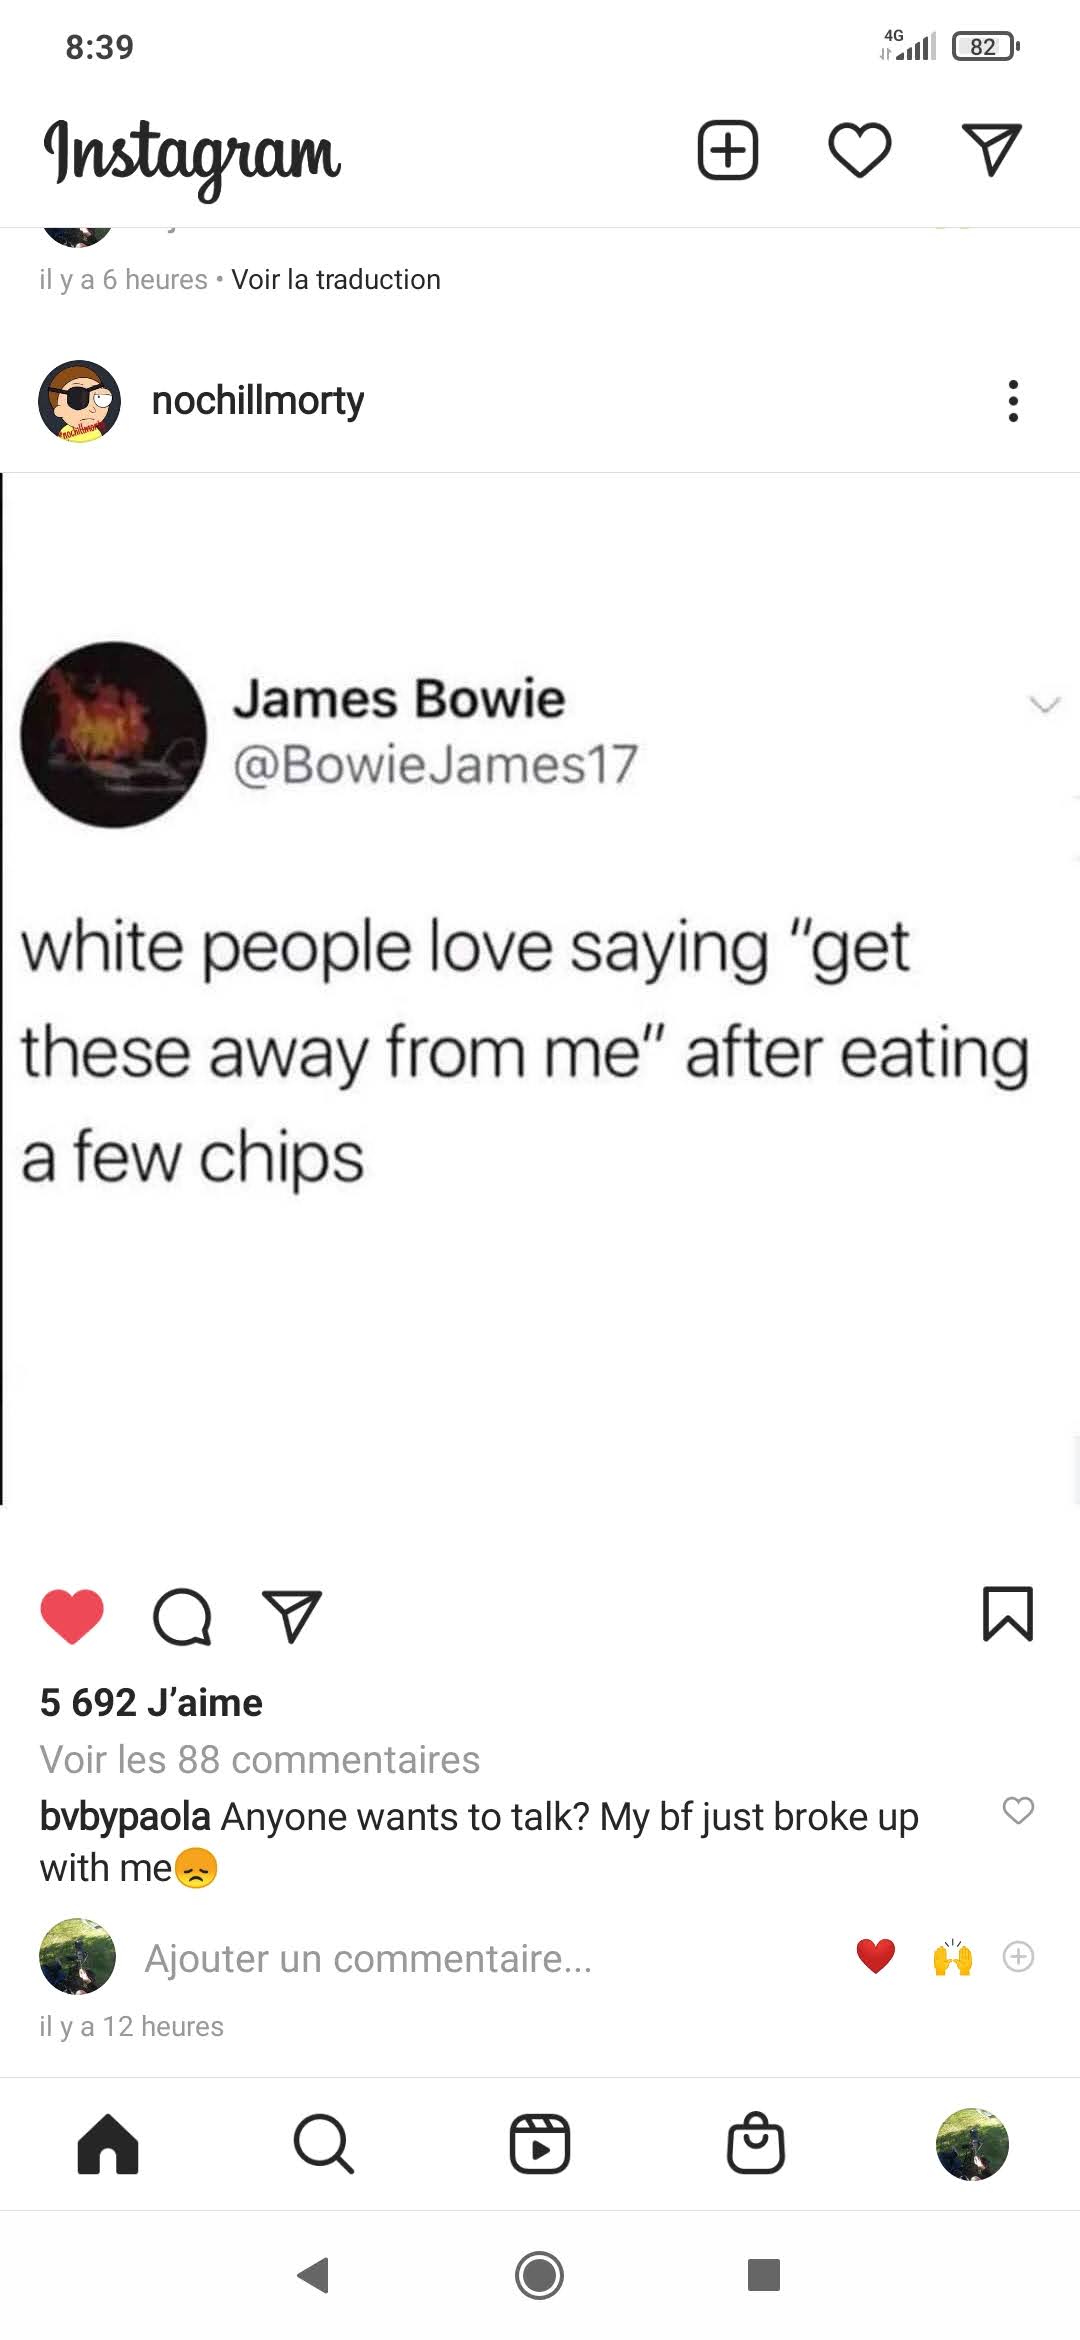 8:39
4G
82
Instagram
il y a 6 heures • Voir la traduction
nochillmorty
nochillmorty
James Bowie
@BowieJames17
white people love saying "get
these away from me" after eating
a few chips
5 692 J’aime
Voir les 88 commentaires
bvbypaola Anyone wants to talk? My bf just broke up
with me😞
Ajouter un commentaire...
il y a 12 heures